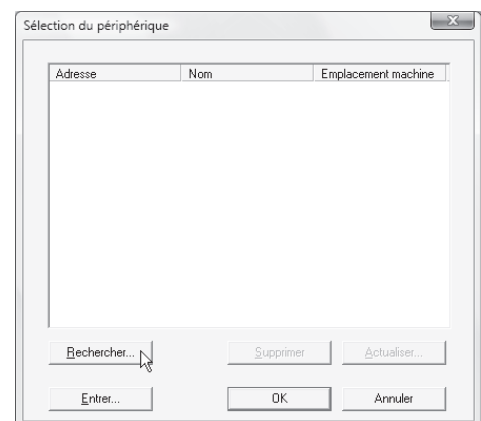 Sélection du périphérique
Adresse Nom Emplacement machine
Rechercher... Supprimer Actualiser...
Entrer... OK Annuler